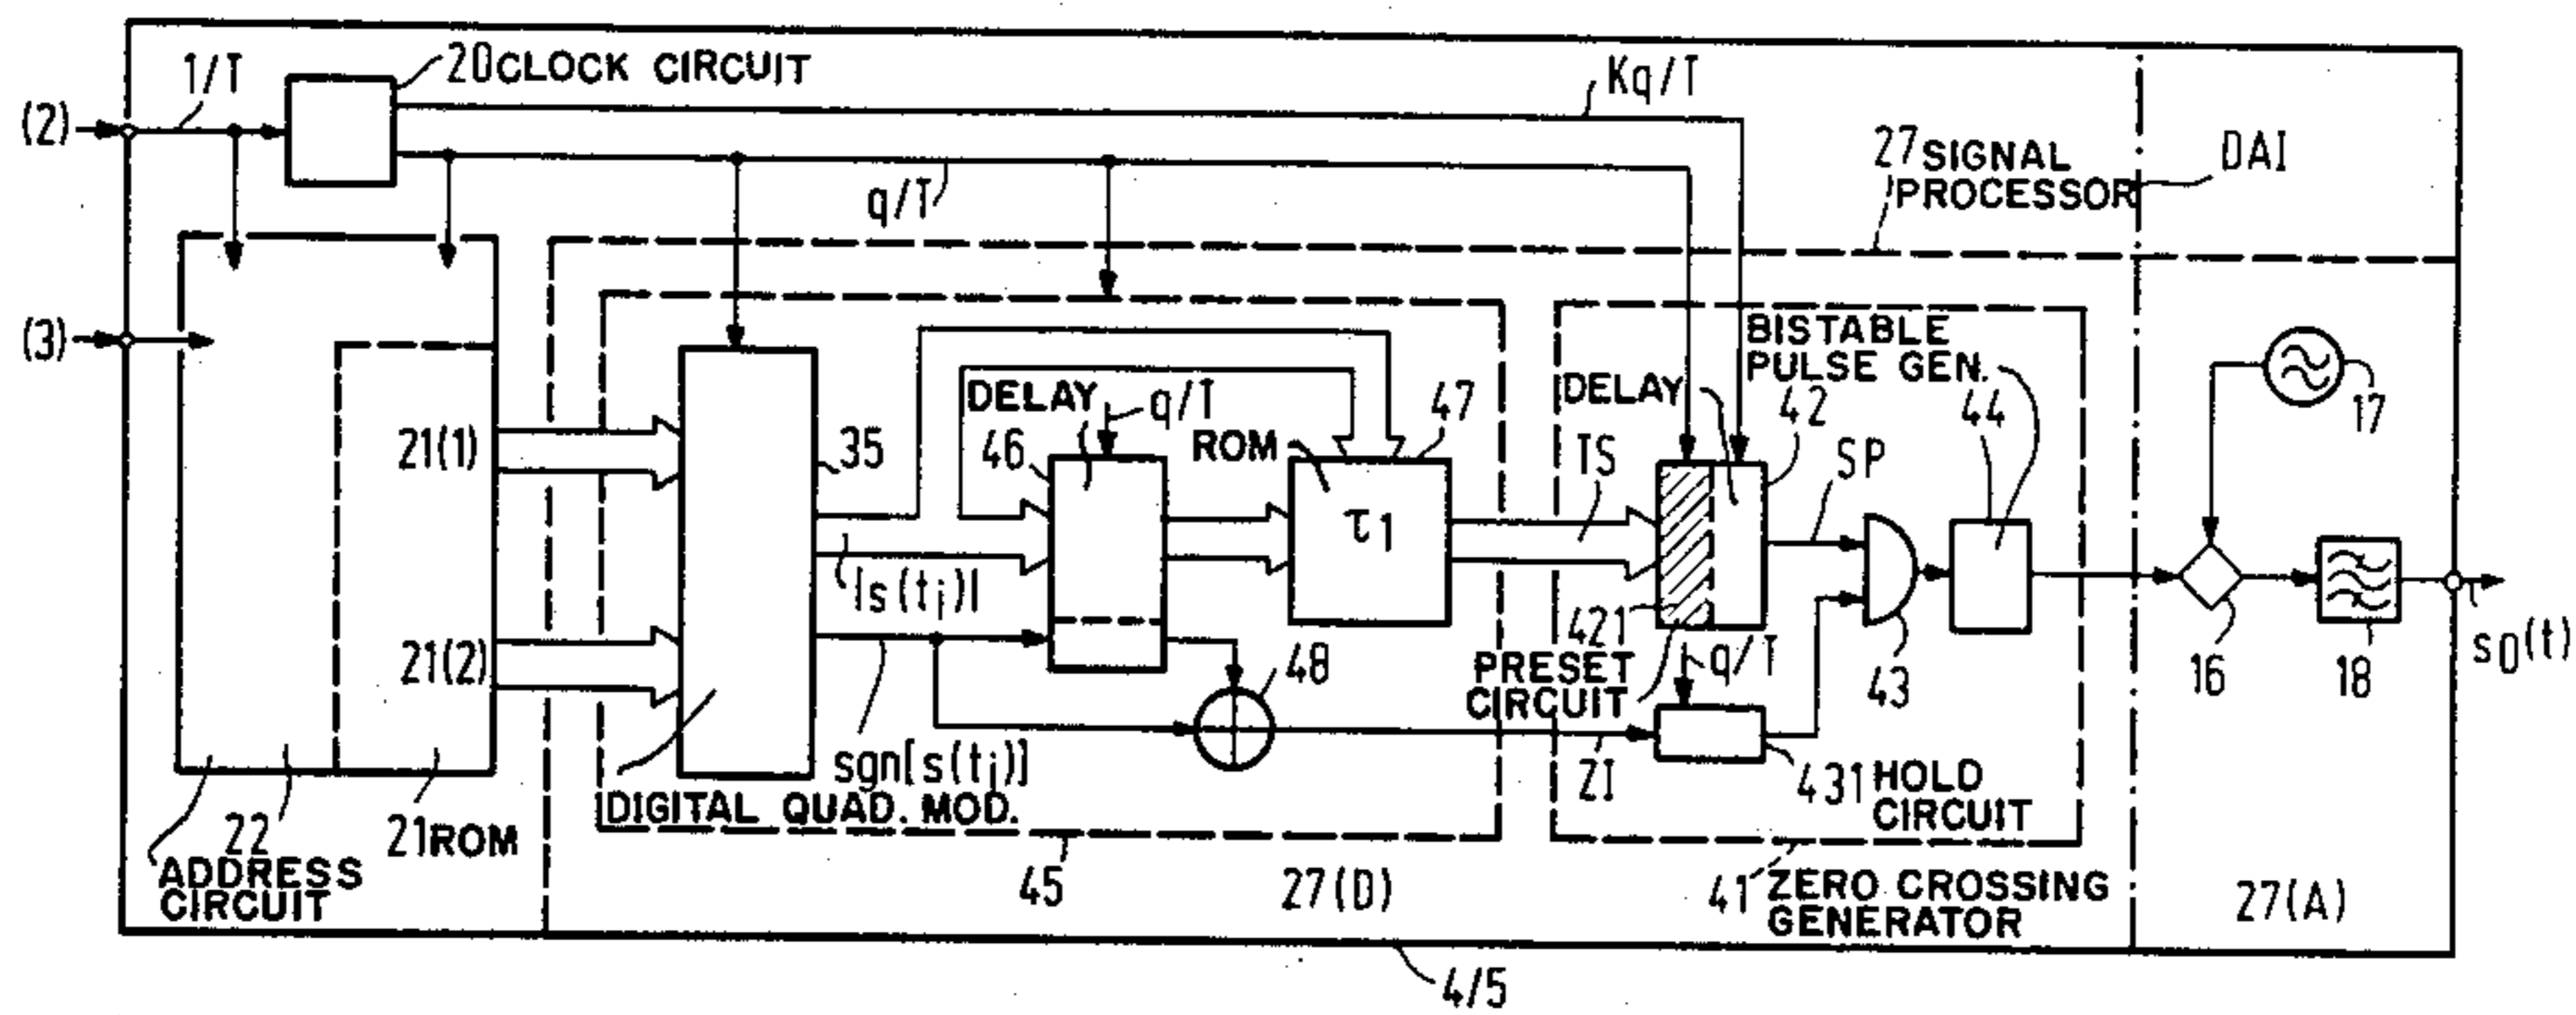 1/T
20 CLOCK CIRCUIT
Kq/T
(2)
q/T
27 SIGNAL
PROCESSOR
DAI
(3)
BISTABLE
PULSE GEN.
DELAY
q/T
DELAY
42
44
17
21(1)
35
46
ROM
47
TS
SP
τ1
|s(ti)|
421
PRESET
CIRCUIT
q/T
43
16
18
s0(t)
21(2)
48
sgn[s(ti)]
ZI
431 HOLD
CIRCUIT
DIGITAL QUAD. MOD.
22
21 ROM
ADDRESS
CIRCUIT
45
27(D)
41 ZERO CROSSING
GENERATOR
27(A)
4/5